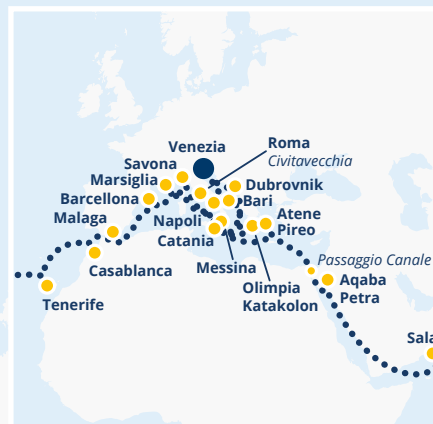 Venezia
Roma
Civitavecchia
Savona
Marsiglia
Barcellona
Malaga
Dubrovnik
Bari
Napoli
Catania
Atene
Pireo
Casablanca
Messina
Passaggio Canale
Olimpia
Katakolon
Aqaba
Petra
Tenerife
Sala